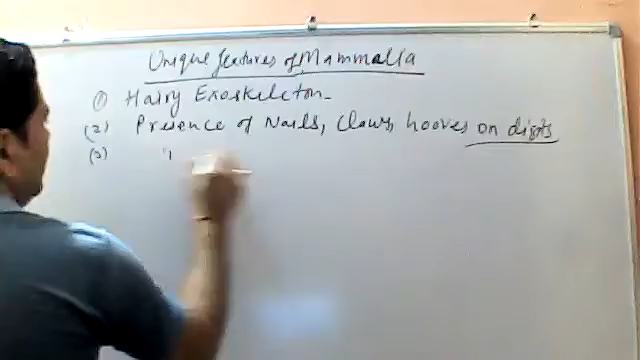 Unique features of Mammalia
(1) Hairy Exoskeleton-
(2) Presence of Nails, Claws, hooves on digits
(3) "